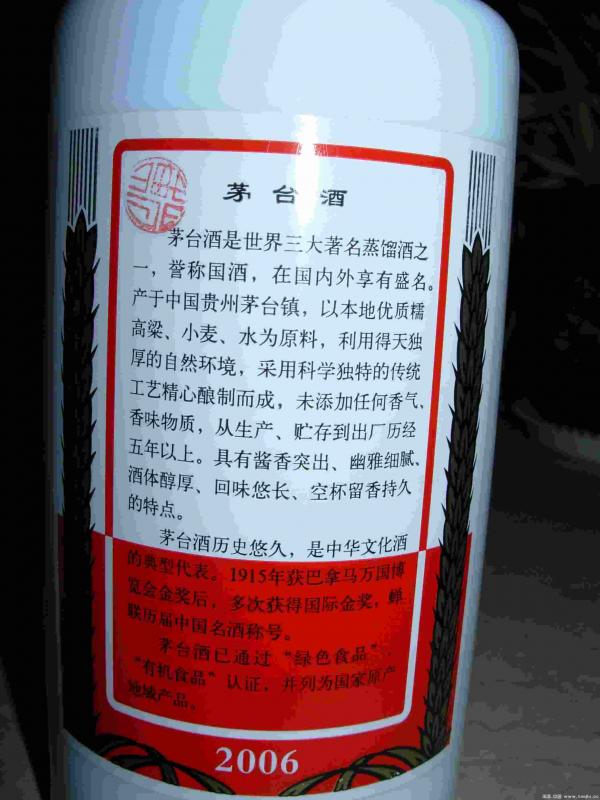 茅台酒
茅台酒是世界三大著名蒸馏酒之
一，誉称国酒，在国内外享有盛名。
产于中国贵州茅台镇，以本地优质糯
高粱、小麦、水为原料，利用得天独
厚的自然环境，采用科学独特的传统
工艺精心酿制而成，未添加任何香气、
香味物质，从生产、贮存到出厂历经
五年以上。具有酱香突出、幽雅细腻、
酒体醇厚、回味悠长、空杯留香持久
的特点。
茅台酒历史悠久，是中华文化酒
的典型代表。1915年获巴拿马万国博
览会金奖后，多次获得国际金奖，蝉
联历届中国名酒称号。
茅台酒已通过“绿色食品”、
“有机食品”认证，并列为国家原产
地域产品。
2006